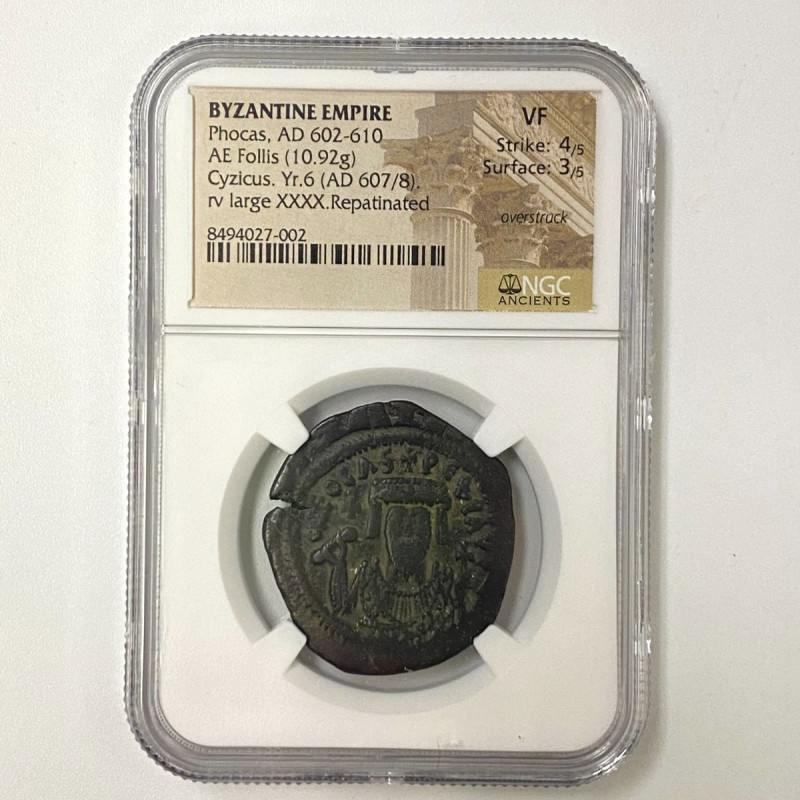 BYZANTINE EMPIRE
Phocas, AD 602-610
AE Follis (10.92g)
Cyzicus. Yr.6 (AD 607/8).
rv large XXXX.Repatinated
8494027-002
VF
Strike: 4/5
Surface: 3/5
overstruck
NGC
ANCIENTS